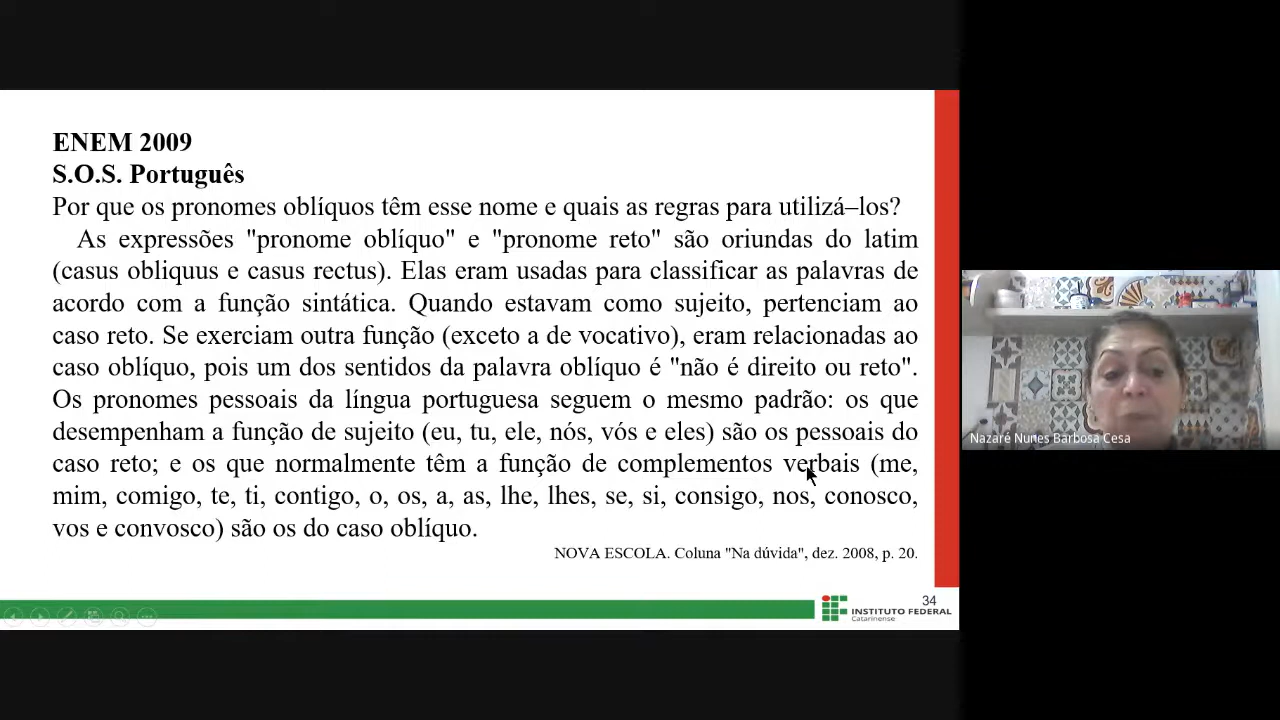 ENEM 2009
S.O.S. Português
Por que os pronomes oblíquos têm esse nome e quais as regras para utilizá–los?
As expressões "pronome oblíquo" e "pronome reto" são oriundas do latim
(casus obliquus e casus rectus). Elas eram usadas para classificar as palavras de
acordo com a função sintática. Quando estavam como sujeito, pertenciam ao
caso reto. Se exerciam outra função (exceto a de vocativo), eram relacionadas ao
caso oblíquo, pois um dos sentidos da palavra oblíquo é "não é direito ou reto".
Os pronomes pessoais da língua portuguesa seguem o mesmo padrão: os que
desempenham a função de sujeito (eu, tu, ele, nós, vós e eles) são os pessoais do
caso reto; e os que normalmente têm a função de complementos verbais (me,
mim, comigo, te, ti, contigo, o, os, a, as, lhe, lhes, se, si, consigo, nos, conosco,
vos e convosco) são os do caso oblíquo.
NOVA ESCOLA. Coluna "Na dúvida", dez. 2008, p. 20.
34
INSTITUTO FEDERAL
Catarinense
Nazaré Nunes Barbosa Cesa